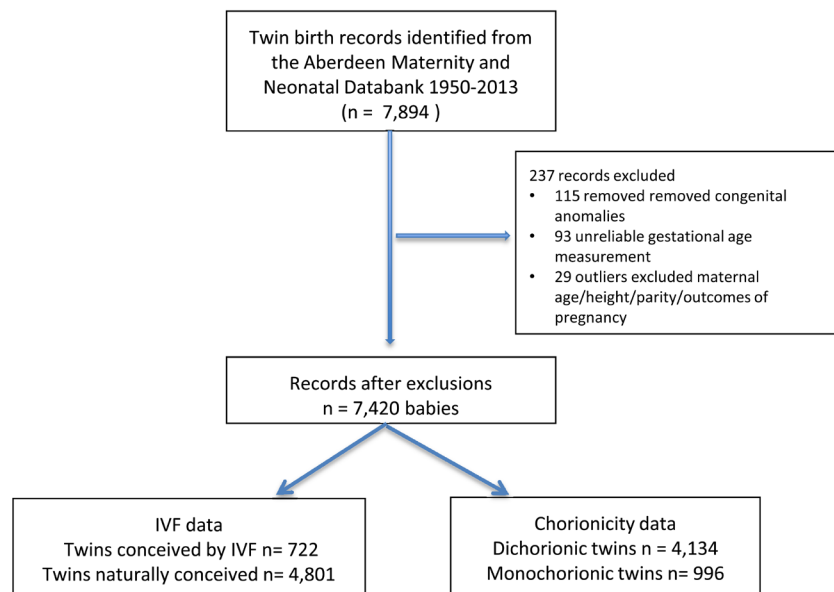 Twin birth records identified from
the Aberdeen Maternity and
Neonatal Databank 1950-2013
(n = 7,894 )
237 records excluded
• 115 removed removed congenital
anomalies
• 93 unreliable gestational age
measurement
• 29 outliers excluded maternal
age/height/parity/outcomes of
pregnancy
Records after exclusions
n = 7,420 babies
IVF data
Twins conceived by IVF n= 722
Twins naturally conceived n= 4,801
Chorionicity data
Dichorionic twins n = 4,134
Monochorionic twins n= 996